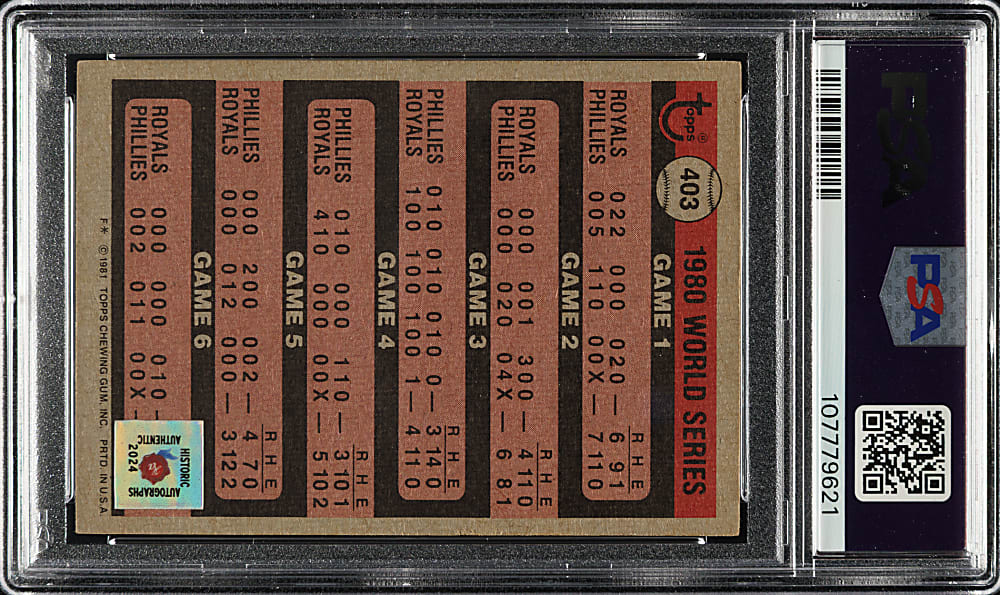 PSA
PSA
107779621
Topps®
403
1980 WORLD SERIES
GAME 1
R H E
ROYALS 022 000 020 — 6 9 1
PHILLIES 005 110 00X — 7 11 0
GAME 2
R H E
ROYALS 000 001 300 — 4 11 0
PHILLIES 000 020 04X — 6 8 1
GAME 3
R H E
PHILLIES 010 010 010 0 — 3 14 0
ROYALS 100 100 100 1 — 4 11 0
GAME 4
R H E
PHILLIES 010 000 110 — 3 10 1
ROYALS 410 000 00X — 5 10 2
GAME 5
R H E
PHILLIES 000 200 002 — 4 7 0
ROYALS 000 012 000 — 3 12 2
GAME 6
ROYALS 000 000 010 —
PHILLIES 002 011 00X —
HISTORIC
AUTOGRAPHS
AUTHENTIC
2024
F* ©1981 TOPPS CHEWING GUM, INC. PRTD. IN U.S.A.